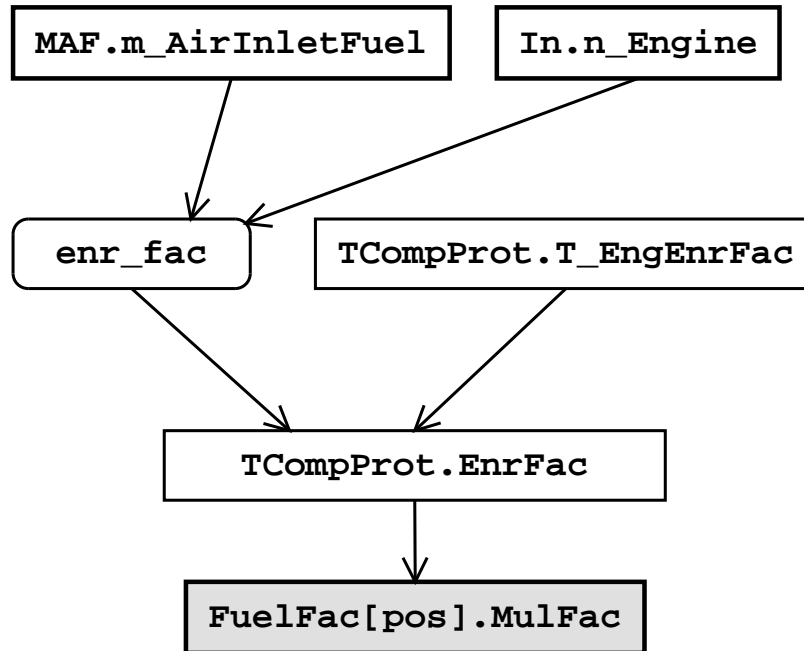 MAF.m_AirInletFuel
In.n_Engine
enr_fac
TCompProt.T_EngEnrFac
TCompProt.EnrFac
FuelFac[pos].MulFac